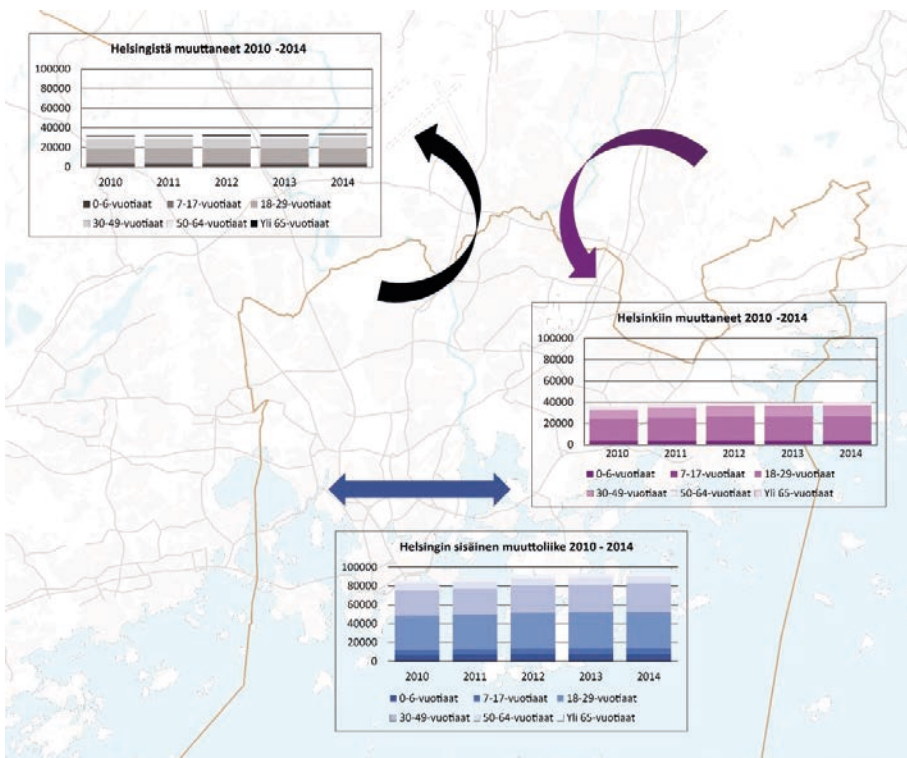 Helsingistä muuttaneet 2010 -2014
100000
80000
60000
40000
20000
0
2010 2011 2012 2013 2014
0-6-vuotiaat 7-17-vuotiaat 18-29-vuotiaat
30-49-vuotiaat 50-64-vuotiaat Yli 65-vuotiaat
Helsinkiin muuttaneet 2010 -2014
100000
80000
60000
40000
20000
0
2010 2011 2012 2013 2014
0-6-vuotiaat 7-17-vuotiaat 18-29-vuotiaat
30-49-vuotiaat 50-64-vuotiaat Yli 65-vuotiaat
Helsingin sisäinen muuttoliike 2010 - 2014
100000
80000
60000
40000
20000
0
2010 2011 2012 2013 2014
0-6-vuotiaat 7-17-vuotiaat 18-29-vuotiaat
30-49-vuotiaat 50-64-vuotiaat Yli 65-vuotiaat